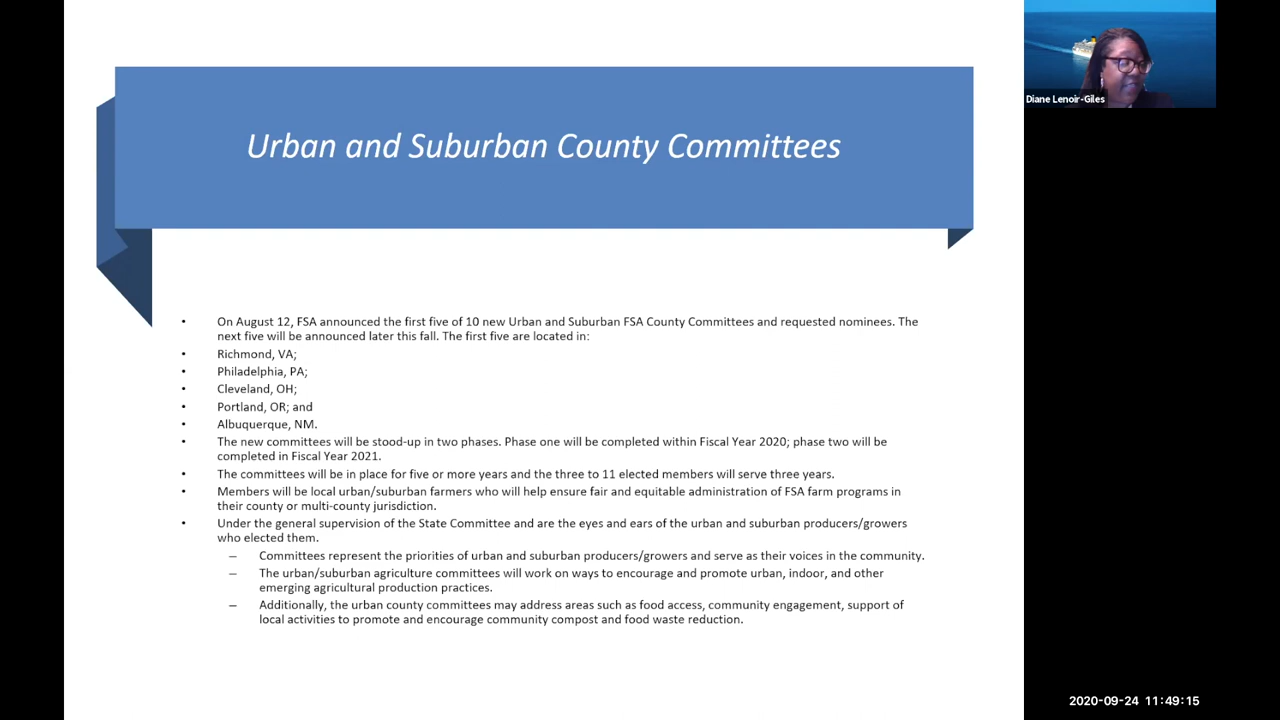 Urban and Suburban County Committees
• On August 12, FSA announced the first five of 10 new Urban and Suburban FSA County Committees and requested nominees. The
next five will be announced later this fall. The first five are located in:
• Richmond, VA;
• Philadelphia, PA;
• Cleveland, OH;
• Portland, OR; and
• Albuquerque, NM.
• The new committees will be stood-up in two phases. Phase one will be completed within Fiscal Year 2020; phase two will be
completed in Fiscal Year 2021.
• The committees will be in place for five or more years and the three to 11 elected members will serve three years.
• Members will be local urban/suburban farmers who will help ensure fair and equitable administration of FSA farm programs in
their county or multi-county jurisdiction.
• Under the general supervision of the State Committee and are the eyes and ears of the urban and suburban producers/growers
who elected them.
– Committees represent the priorities of urban and suburban producers/growers and serve as their voices in the community.
– The urban/suburban agriculture committees will work on ways to encourage and promote urban, indoor, and other
emerging agricultural production practices.
– Additionally, the urban county committees may address areas such as food access, community engagement, support of
local activities to promote and encourage community compost and food waste reduction.
Diane Lenoir-Giles
2020-09-24 11:49:15